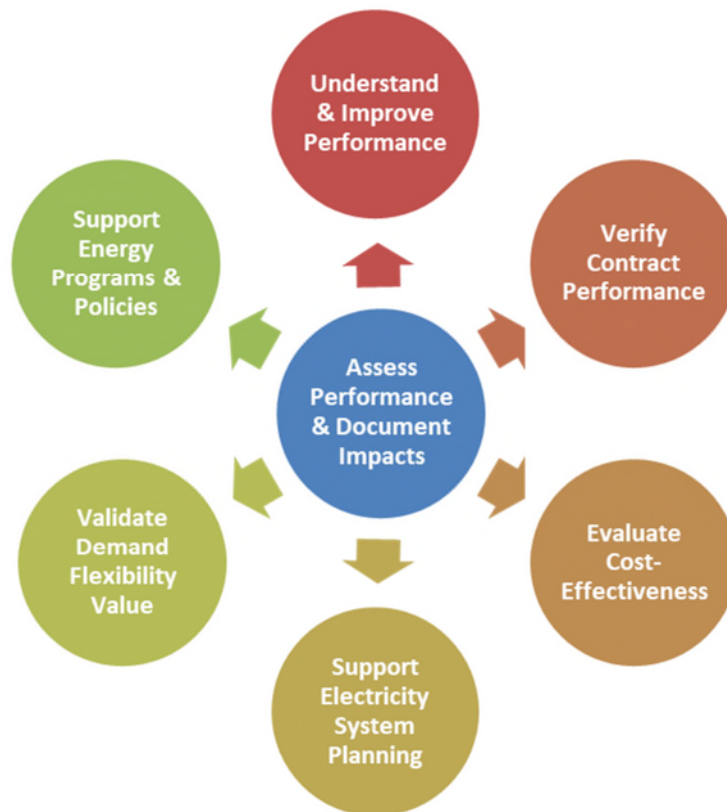 Understand
& Improve
Performance
Support
Energy
Programs &
Policies
Verify
Contract
Performance
Assess
Performance
& Document
Impacts
Validate
Demand
Flexibility
Value
Evaluate
Cost-
Effectiveness
Support
Electricity
System
Planning